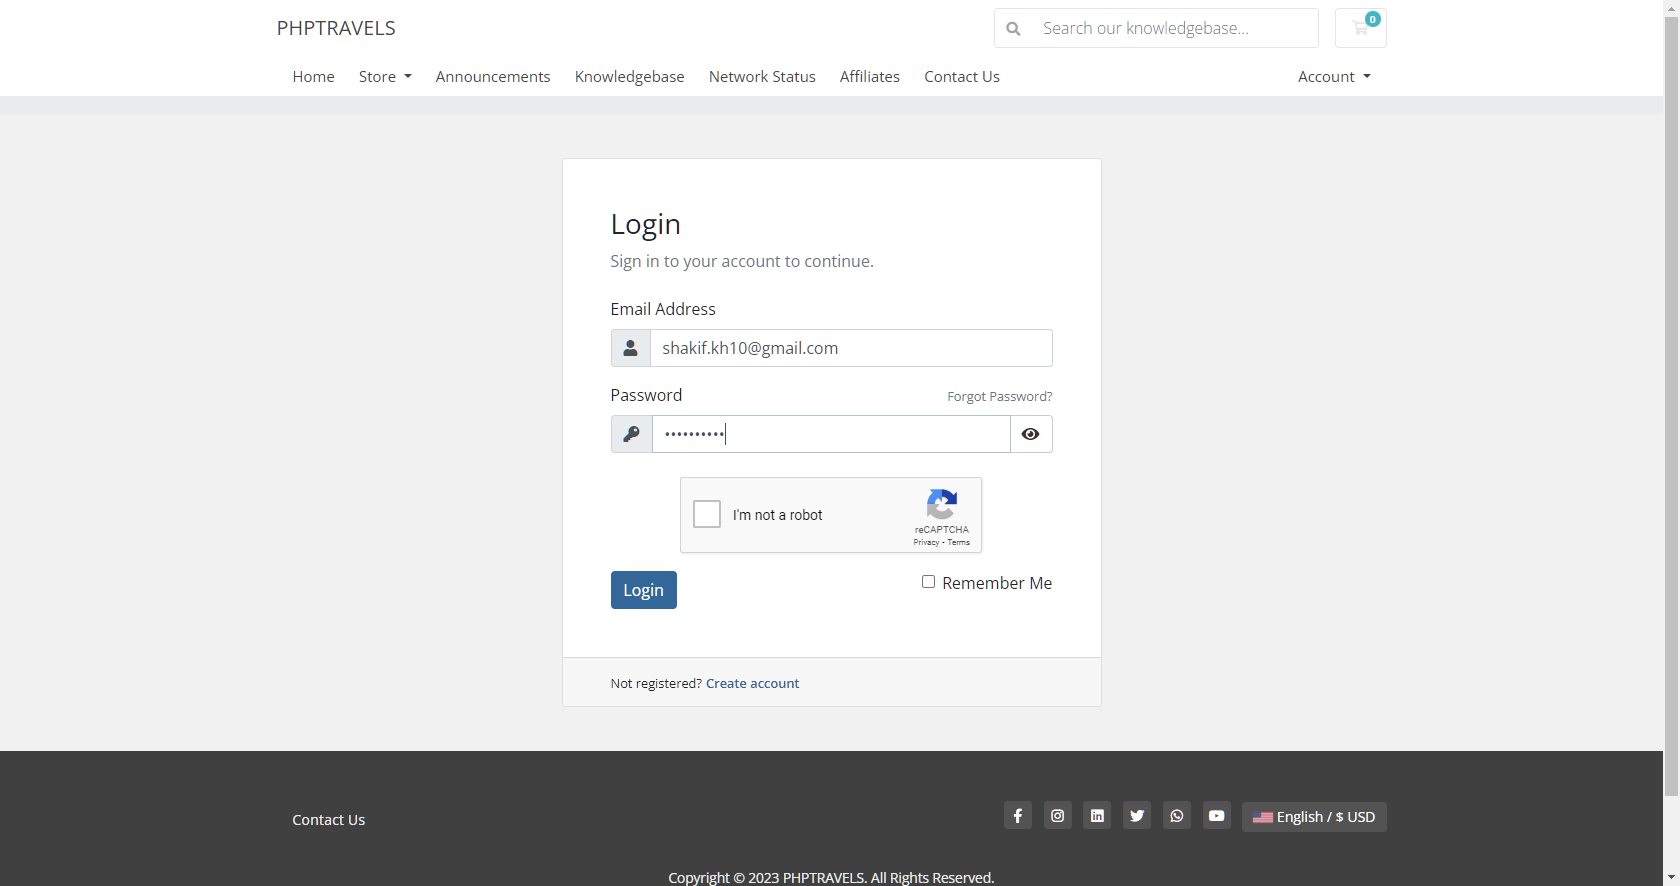 PHPTRAVELS
Search our knowledgebase...
0
Home Store Announcements Knowledgebase Network Status Affiliates Contact Us Account
Login
Sign in to your account to continue.
Email Address
shakif.kh10@gmail.com
Password Forgot Password?
••••••••••
I'm not a robot
reCAPTCHA
Privacy - Terms
Login
Remember Me
Not registered? Create account
Contact Us
English / $ USD
Copyright © 2023 PHPTRAVELS. All Rights Reserved.